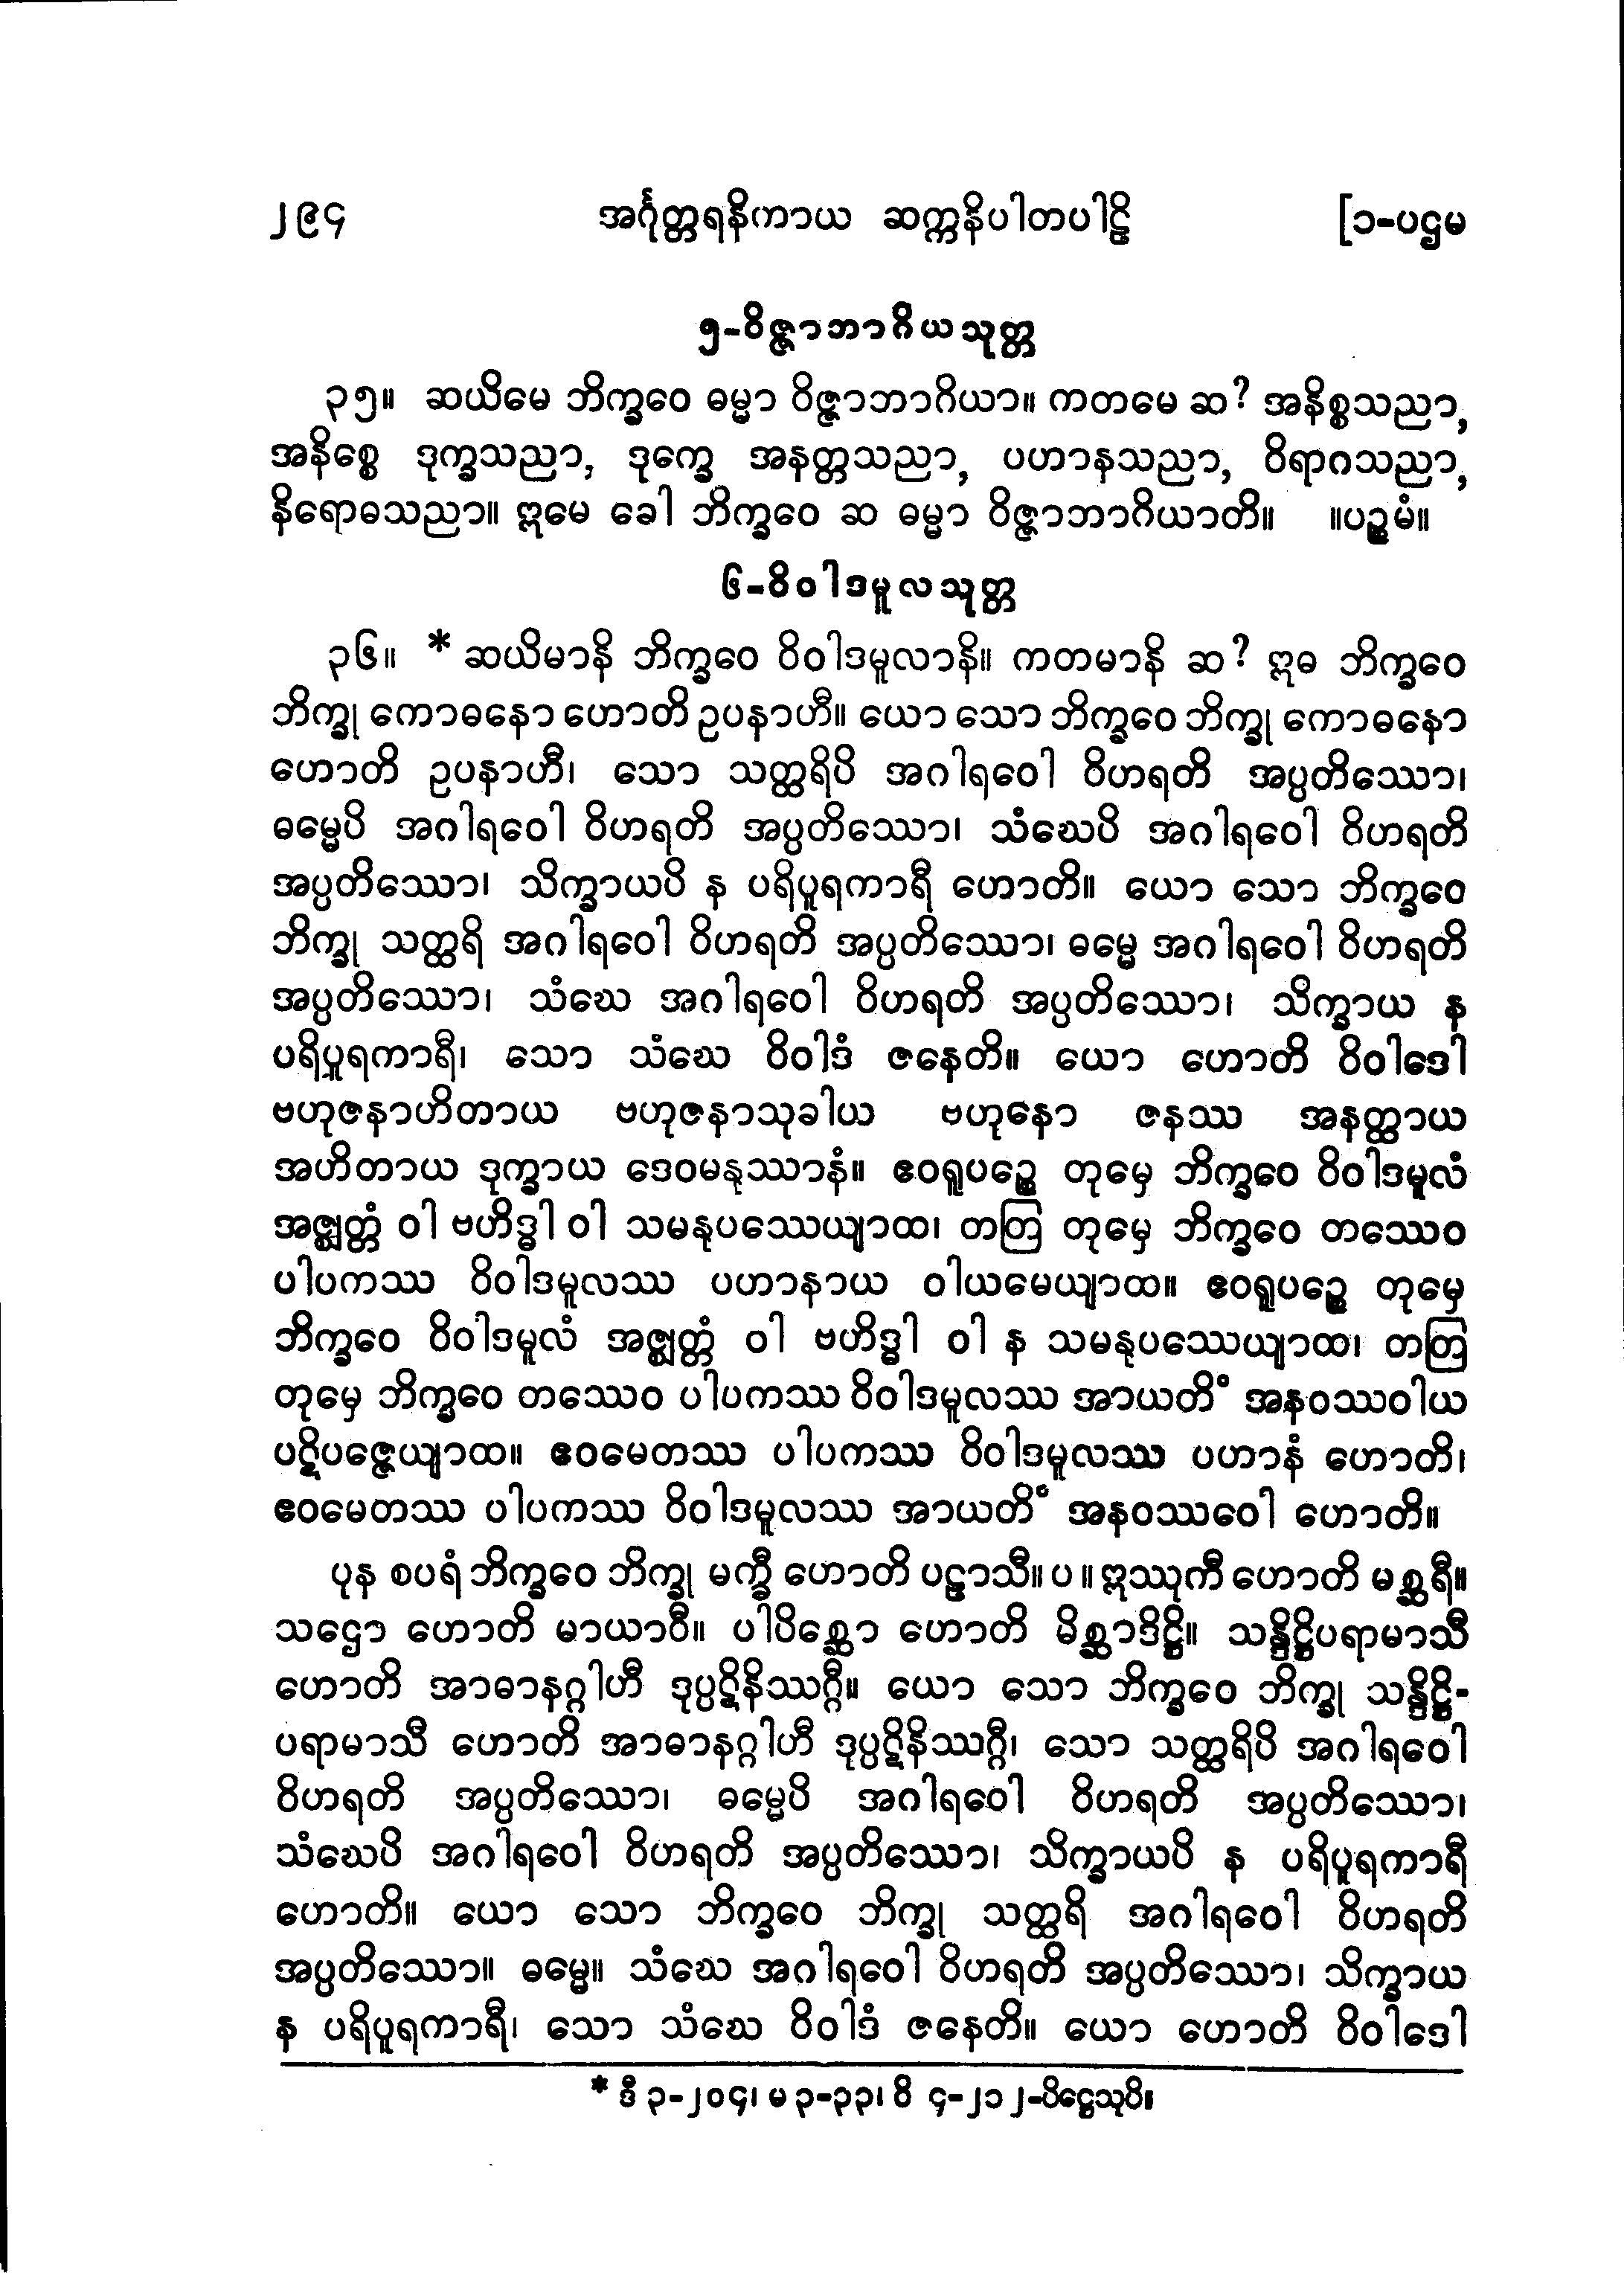 ၂၉၄ အင်္ဂုတ္တရနိကာယ ဆက္ကနိပါတပါဠိ [၁-ပဌမ
၅-ဝိဇ္ဇာဘာဂိယသုတ္တ
၃၅။ ဆယိမေ ဘိက္ခဝေ ဓမ္မာ ဝိဇ္ဇာဘာဂိယာ။ ကတမေ ဆ? အနိစ္စသညာ,
အနိစ္စေ ဒုက္ခသညာ, ဒုက္ခေ အနတ္တသညာ, ပဟာနသညာ, ဝိရာဂသညာ,
နိရောဓသညာ။ ဣမေ ခေါ ဘိက္ခဝေ ဆ ဓမ္မာ ဝိဇ္ဇာဘာဂိယာတိ။ ။ပဉ္စမံ။
၆-ဝိဝါဒမူလသုတ္တ
၃၆။ * ဆယိမာနိ ဘိက္ခဝေ ဝိဝါဒမူလာနိ။ ကတမာနိ ဆ? ဣဓ ဘိက္ခဝေ
ဘိက္ခု ကောဓနော ဟောတိ ဥပနာဟီ။ ယော သော ဘိက္ခဝေ ဘိက္ခု ကောဓနော
ဟောတိ ဥပနာဟီ၊ သော သတ္ထရိပိ အဂါရဝေါ ဝိဟရတိ အပ္ပတိဿော၊
ဓမ္မေပိ အဂါရဝေါ ဝိဟရတိ အပ္ပတိဿော၊ သံဃေပိ အဂါရဝေါ ဝိဟရတိ
အပ္ပတိဿော၊ သိက္ခာယပိ န ပရိပူရကာရီ ဟောတိ။ ယော သော ဘိက္ခဝေ
ဘိက္ခု သတ္ထရိ အဂါရဝေါ ဝိဟရတိ အပ္ပတိဿော၊ ဓမ္မေ အဂါရဝေါ ဝိဟရတိ
အပ္ပတိဿော၊ သံဃေ အဂါရဝေါ ဝိဟရတိ အပ္ပတိဿော၊ သိက္ခာယ န
ပရိပူရကာရီ၊ သော သံဃေ ဝိဝါဒံ ဇနေတိ။ ယော ဟောတိ ဝိဝါဒေါ
ဗဟုဇနာဟိတာယ ဗဟုဇနာသုခါယ ဗဟုနော ဇနဿ အနတ္ထာယ
အဟိတာယ ဒုက္ခာယ ဒေဝမနုဿာနံ။ ဧဝရူပဉ္စေ တုမှေ ဘိက္ခဝေ ဝိဝါဒမူလံ
အဇ္ဈတ္တံ ဝါ ဗဟိဒ္ဓါ ဝါ သမနုပဿေယျာထ၊ တတြ တုမှေ ဘိက္ခဝေ တဿေဝ
ပါပကဿ ဝိဝါဒမူလဿ ပဟာနာယ ဝါယမေယျာထ။ ဧဝရူပဉ္စေ တုမှေ
ဘိက္ခဝေ ဝိဝါဒမူလံ အဇ္ဈတ္တံ ဝါ ဗဟိဒ္ဓါ ဝါ န သမနုပဿေယျာထ၊ တတြ
တုမှေ ဘိက္ခဝေ တဿေဝ ပါပကဿ ဝိဝါဒမူလဿ အာယတိံ အနဝဿဝါယ
ပဋိပဇ္ဇေယျာထ။ ဧဝမေတဿ ပါပကဿ ဝိဝါဒမူလဿ ပဟာနံ ဟောတိ၊
ဧဝမေတဿ ပါပကဿ ဝိဝါဒမူလဿ အာယတိံ အနဝဿဝေါ ဟောတိ။
ပုန စပရံ ဘိက္ခဝေ ဘိက္ခု မက္ခီ ဟောတိ ပဠာသီ။ ပ ။ ဣဿုကီ ဟောတိ မစ္ဆရီ။
သဌော ဟောတိ မာယာဝီ။ ပါပိစ္ဆော ဟောတိ မိစ္ဆာဒိဋ္ဌိ။ သန္ဒိဋ္ဌိပရာမာသီ
ဟောတိ အာဓာနဂ္ဂါဟီ ဒုပ္ပဋိနိဿဂ္ဂီ။ ယော သော ဘိက္ခဝေ ဘိက္ခု သန္ဒိဋ္ဌိ-
ပရာမာသီ ဟောတိ အာဓာနဂ္ဂါဟီ ဒုပ္ပဋိနိဿဂ္ဂီ၊ သော သတ္ထရိပိ အဂါရဝေါ
ဝိဟရတိ အပ္ပတိဿော၊ ဓမ္မေပိ အဂါရဝေါ ဝိဟရတိ အပ္ပတိဿော၊
သံဃေပိ အဂါရဝေါ ဝိဟရတိ အပ္ပတိဿော၊ သိက္ခာယပိ န ပရိပူရကာရီ
ဟောတိ။ ယော သော ဘိက္ခဝေ ဘိက္ခု သတ္ထရိ အဂါရဝေါ ဝိဟရတိ
အပ္ပတိဿော။ ဓမ္မေ။ သံဃေ အဂါရဝေါ ဝိဟရတိ အပ္ပတိဿော၊ သိက္ခာယ
န ပရိပူရကာရီ၊ သော သံဃေ ဝိဝါဒံ ဇနေတိ။ ယော ဟောတိ ဝိဝါဒေါ
* ဒီ ၃-၂၀၄၊ မ ၃-၃၃၊ ဝိ ၄-၂၁၂-ပိဋ္ဌေသုပိ။